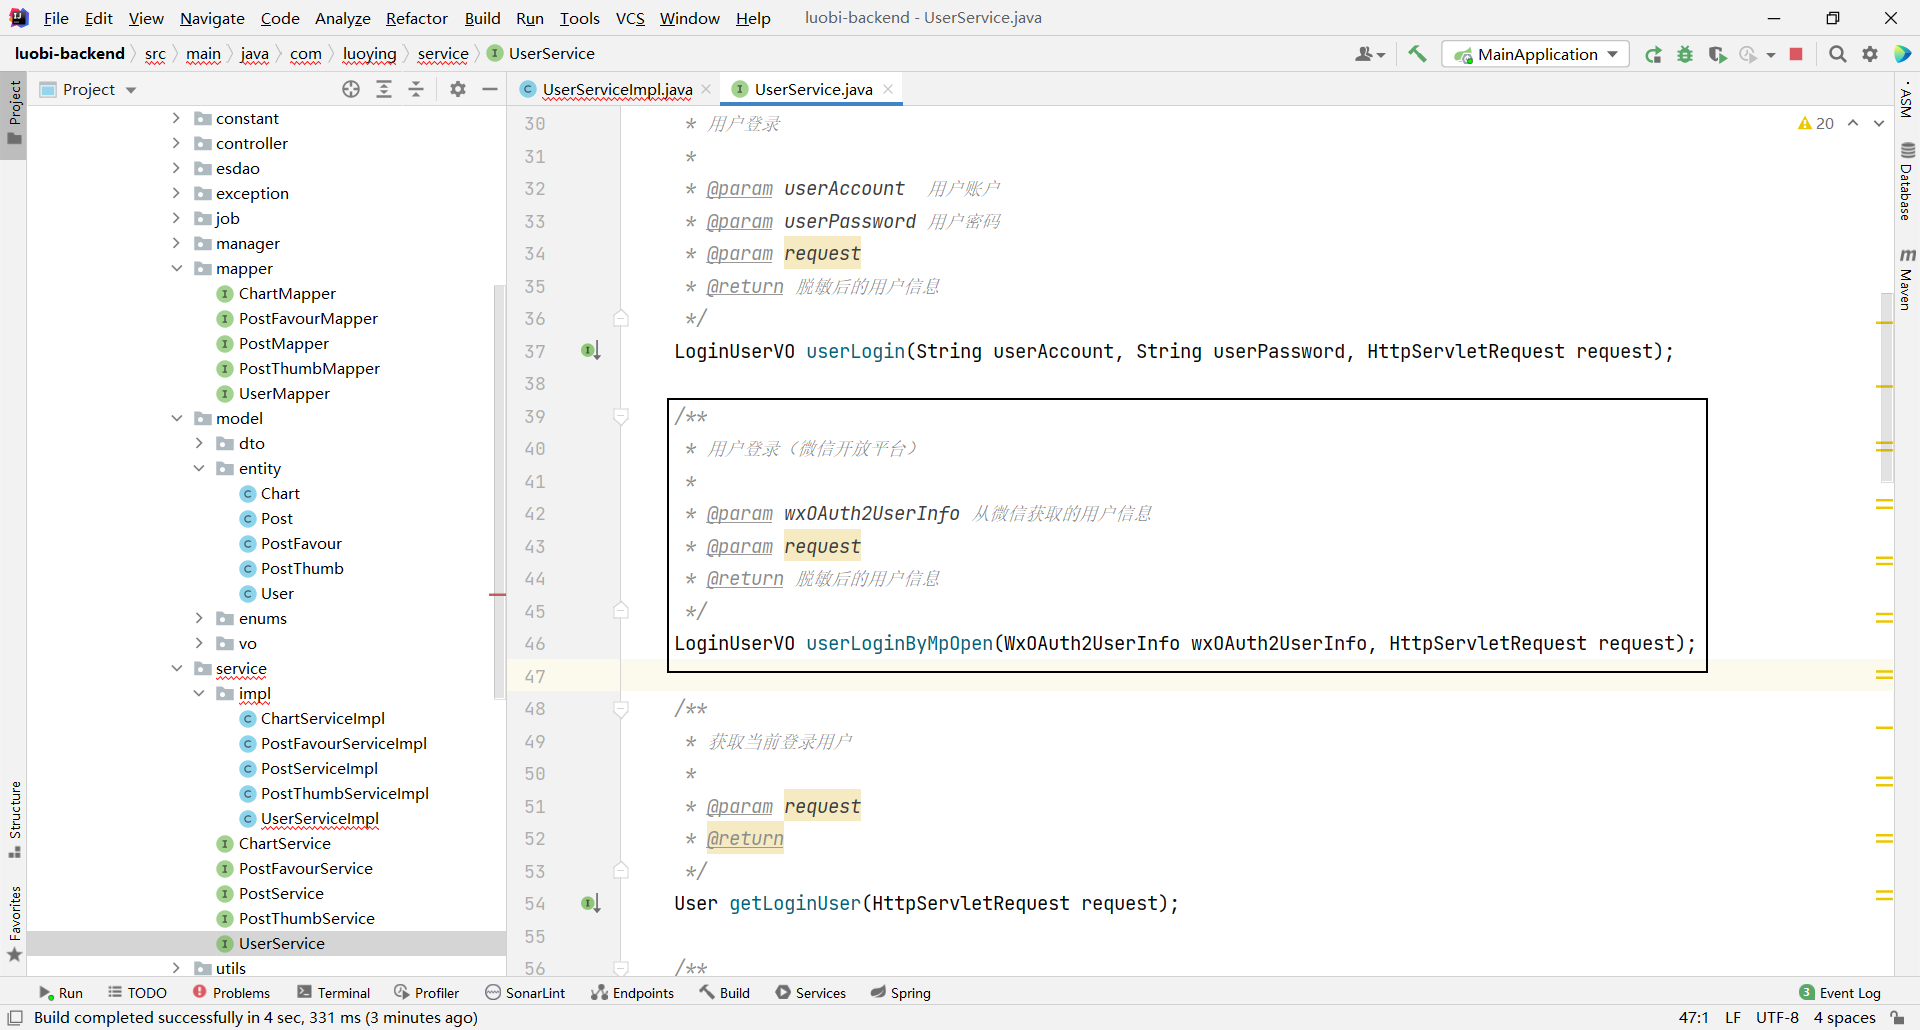 File Edit View Navigate Code Analyze Refactor Build Run Tools VCS Window Help luobi-backend - UserService.java
luobi-backend src main java com luoying service UserService MainApplication
Project
UserServiceImpl.java UserService.java
Project
constant
controller
esdao
exception
job
manager
mapper
ChartMapper
PostFavourMapper
PostMapper
PostThumbMapper
UserMapper
model
dto
entity
Chart
Post
PostFavour
PostThumb
User
enums
vo
service
impl
ChartServiceImpl
PostFavourServiceImpl
PostServiceImpl
PostThumbServiceImpl
UserServiceImpl
ChartService
PostFavourService
PostService
PostThumbService
UserService
utils
Structure
Favorites
30 * 用户登录
31 *
32 * @param userAccount 用户账户
33 * @param userPassword 用户密码
34 * @param request
35 * @return 脱敏后的用户信息
36 */
37 LoginUserVO userLogin(String userAccount, String userPassword, HttpServletRequest request);
38
39 /**
40 * 用户登录（微信开放平台）
41 *
42 * @param wxOAuth2UserInfo 从微信获取的用户信息
43 * @param request
44 * @return 脱敏后的用户信息
45 */
46 LoginUserVO userLoginByMpOpen(WxOAuth2UserInfo wxOAuth2UserInfo, HttpServletRequest request);
47
48 /**
49 * 获取当前登录用户
50 *
51 * @param request
52 * @return
53 */
54 User getLoginUser(HttpServletRequest request);
55
56 /**
20
ASM
Database
Maven
Run TODO Problems Terminal Profiler SonarLint Endpoints Build Services Spring 3 Event Log
Build completed successfully in 4 sec, 331 ms (3 minutes ago) 47:1 LF UTF-8 4 spaces